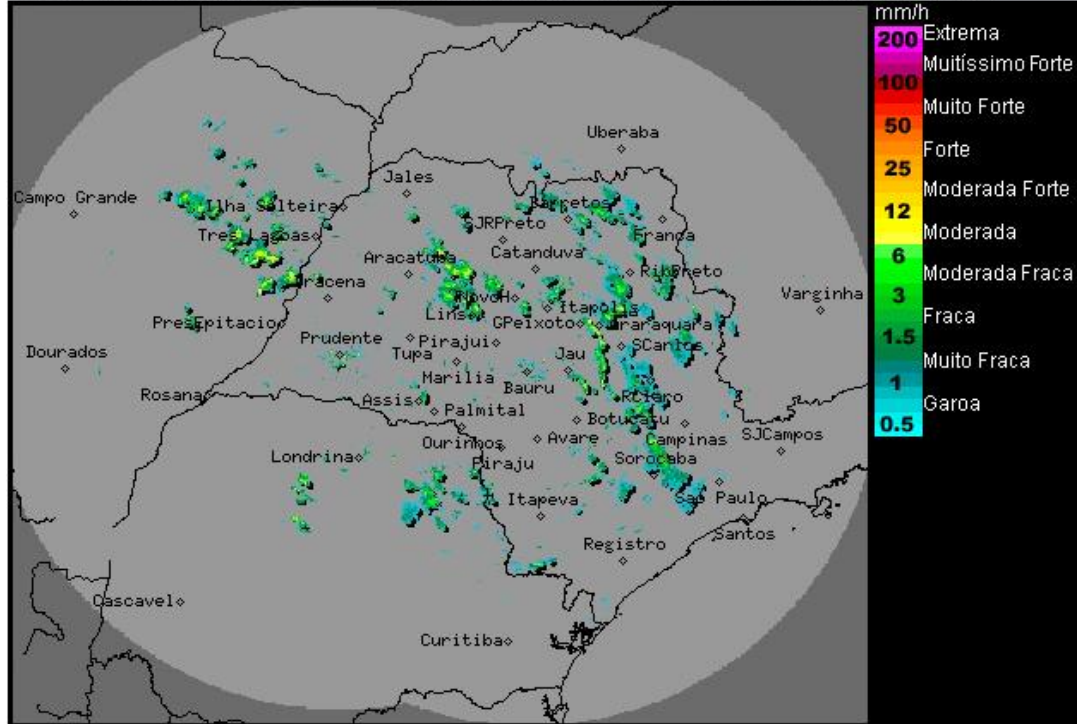 mm/h
200
Extrema
Muitíssimo Forte
100
Muito Forte
50
Forte
25
Moderada Forte
12
Moderada
6
Moderada Fraca
3
Fraca
1.5
Muito Fraca
1
Garoa
0.5
Uberaba
Campo Grande
Jales
Ilha Solteira
Barretos
SJRPreto
Franca
Tres Lagoas
Catanduva
Aracatuba
RibPreto
Dracena
NovoH
Varginha
Lins
Itapolis
PresEpitacio
GPeixoto
Araraquara
Prudente
Pirajui
SCarlos
Dourados
Tupa
Jau
Marilia
Bauru
Rosana
Assis
RClaro
Palmital
Botucatu
Ourinhos
Avare
Campinas
SJCampos
Londrina
Piraju
Sorocaba
Itapeva
Sao Paulo
Santos
Registro
Cascavel
Curitiba